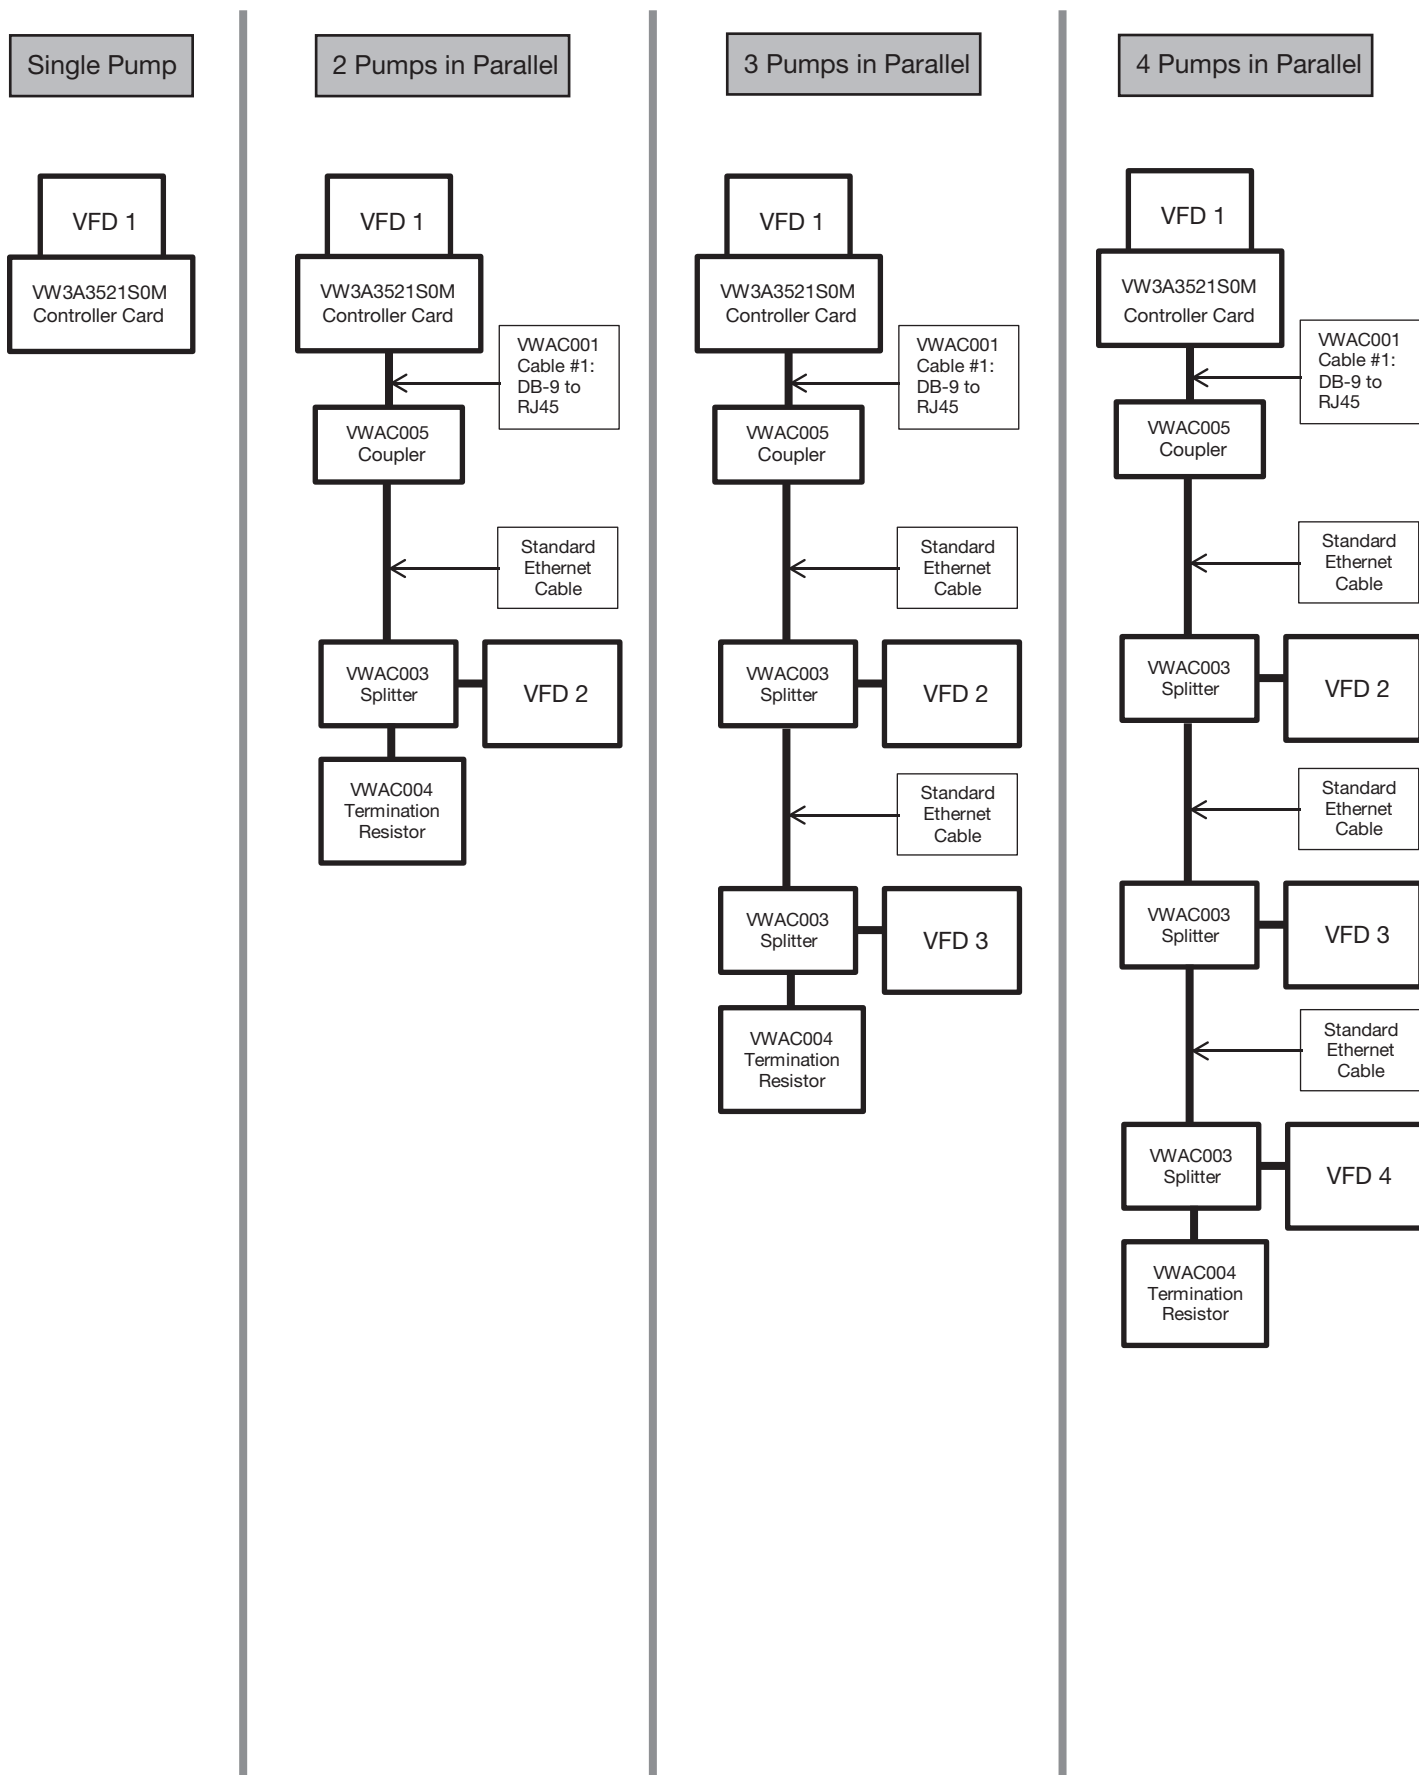 Single Pump
VFD 1
VW3A3521S0M
Controller Card
2 Pumps in Parallel
VFD 1
VW3A3521S0M
Controller Card
VWAC001
Cable #1:
DB-9 to
RJ45
VWAC005
Coupler
Standard
Ethernet
Cable
VWAC003
Splitter
VFD 2
VWAC004
Termination
Resistor
3 Pumps in Parallel
VFD 1
VW3A3521S0M
Controller Card
VWAC001
Cable #1:
DB-9 to
RJ45
VWAC005
Coupler
Standard
Ethernet
Cable
VWAC003
Splitter
VFD 2
Standard
Ethernet
Cable
VWAC003
Splitter
VFD 3
VWAC004
Termination
Resistor
4 Pumps in Parallel
VFD 1
VW3A3521S0M
Controller Card
VWAC001
Cable #1:
DB-9 to
RJ45
VWAC005
Coupler
Standard
Ethernet
Cable
VWAC003
Splitter
VFD 2
Standard
Ethernet
Cable
VWAC003
Splitter
VFD 3
Standard
Ethernet
Cable
VWAC003
Splitter
VFD 4
VWAC004
Termination
Resistor